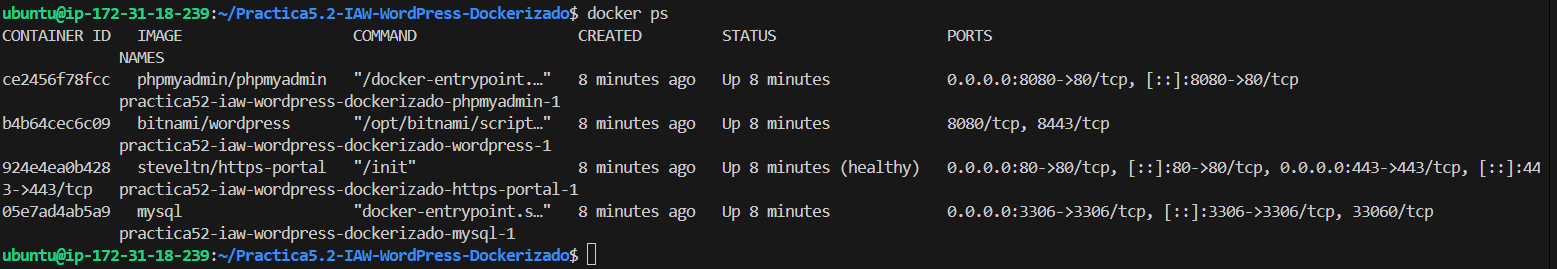 ubuntu@ip-172-31-18-239:~/Practica5.2-IAW-WordPress-Dockerizado$ docker ps
CONTAINER ID   IMAGE                   COMMAND                  CREATED         STATUS                   PORTS
               NAMES
ce2456f78fcc   phpmyadmin/phpmyadmin   "/docker-entrypoint.…"   8 minutes ago   Up 8 minutes             0.0.0.0:8080->80/tcp, [::]:8080->80/tcp
               practica52-iaw-wordpress-dockerizado-phpmyadmin-1
b4b64cec6c09   bitnami/wordpress       "/opt/bitnami/script…"   8 minutes ago   Up 8 minutes             8080/tcp, 8443/tcp
               practica52-iaw-wordpress-dockerizado-wordpress-1
924e4ea0b428   steveltn/https-portal   "/init"                  8 minutes ago   Up 8 minutes (healthy)   0.0.0.0:80->80/tcp, [::]:80->80/tcp, 0.0.0.0:443->443/tcp, [::]:44
3->443/tcp   practica52-iaw-wordpress-dockerizado-https-portal-1
05e7ad4ab5a9   mysql                   "docker-entrypoint.s…"   8 minutes ago   Up 8 minutes             0.0.0.0:3306->3306/tcp, [::]:3306->3306/tcp, 33060/tcp
               practica52-iaw-wordpress-dockerizado-mysql-1
ubuntu@ip-172-31-18-239:~/Practica5.2-IAW-WordPress-Dockerizado$